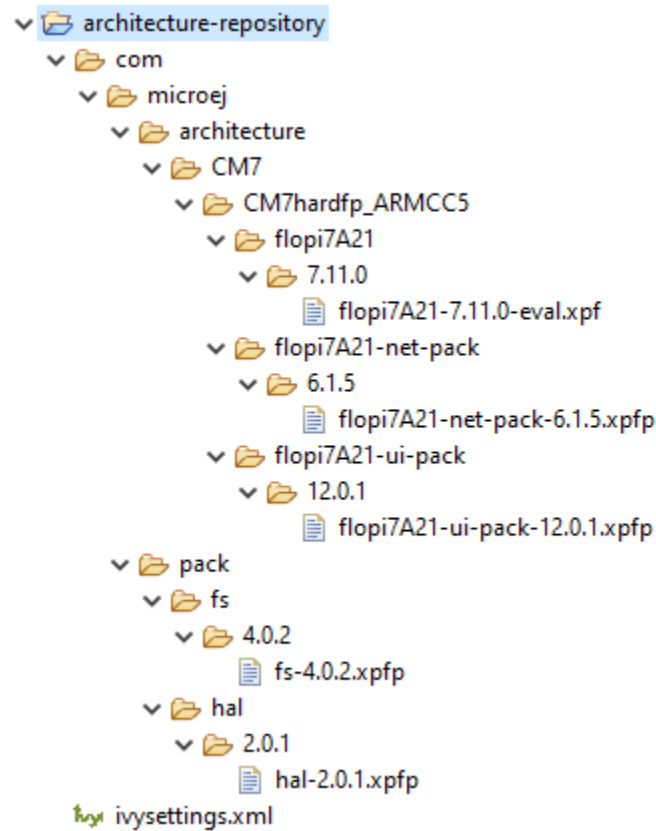 architecture-repository
com
microej
architecture
CM7
CM7hardfp_ARMCC5
flopi7A21
7.11.0
flopi7A21-7.11.0-eval.xpf
flopi7A21-net-pack
6.1.5
flopi7A21-net-pack-6.1.5.xpfp
flopi7A21-ui-pack
12.0.1
flopi7A21-ui-pack-12.0.1.xpfp
pack
fs
4.0.2
fs-4.0.2.xpfp
hal
2.0.1
hal-2.0.1.xpfp
ivy ivysettings.xml